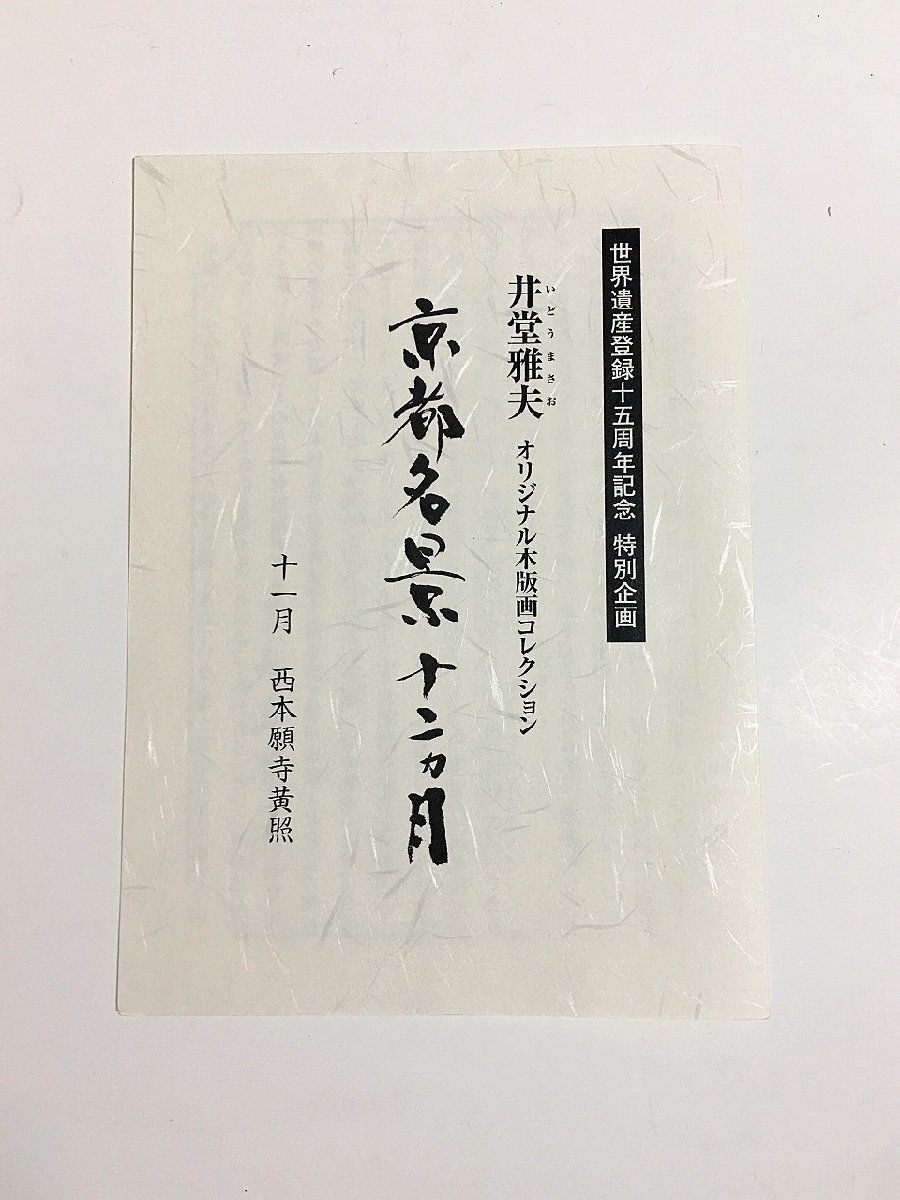 世界遺産登録十五周年記念 特別企画
いどうまさお
井堂雅夫 オリジナル木版画コレクション
京都名景十二ヵ月
十一月 西本願寺黄照